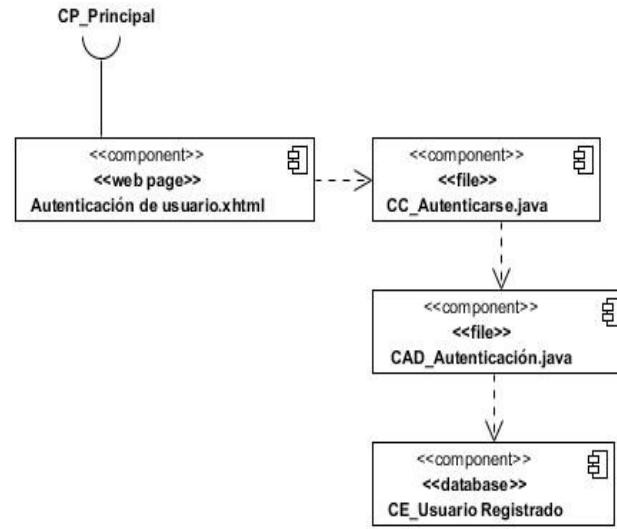 CP_Principal
<<component>>
<<web page>>
Autenticación de usuario.xhtml
<<component>>
<<file>>
CC_Autenticarse.java
<<component>>
<<file>>
CAD_Autenticación.java
<<component>>
<<database>>
CE_Usuario Registrado